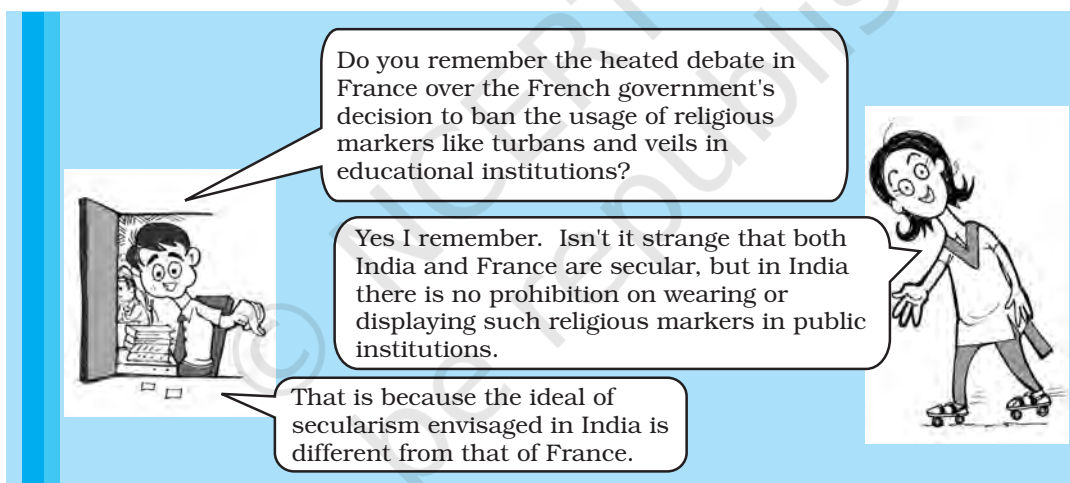 Do you remember the heated debate in
France over the French government's
decision to ban the usage of religious
markers like turbans and veils in
educational institutions?
Yes I remember. Isn't it strange that both
India and France are secular, but in India
there is no prohibition on wearing or
displaying such religious markers in public
institutions.
That is because the ideal of
secularism envisaged in India is
different from that of France.
© NCERT
be republis